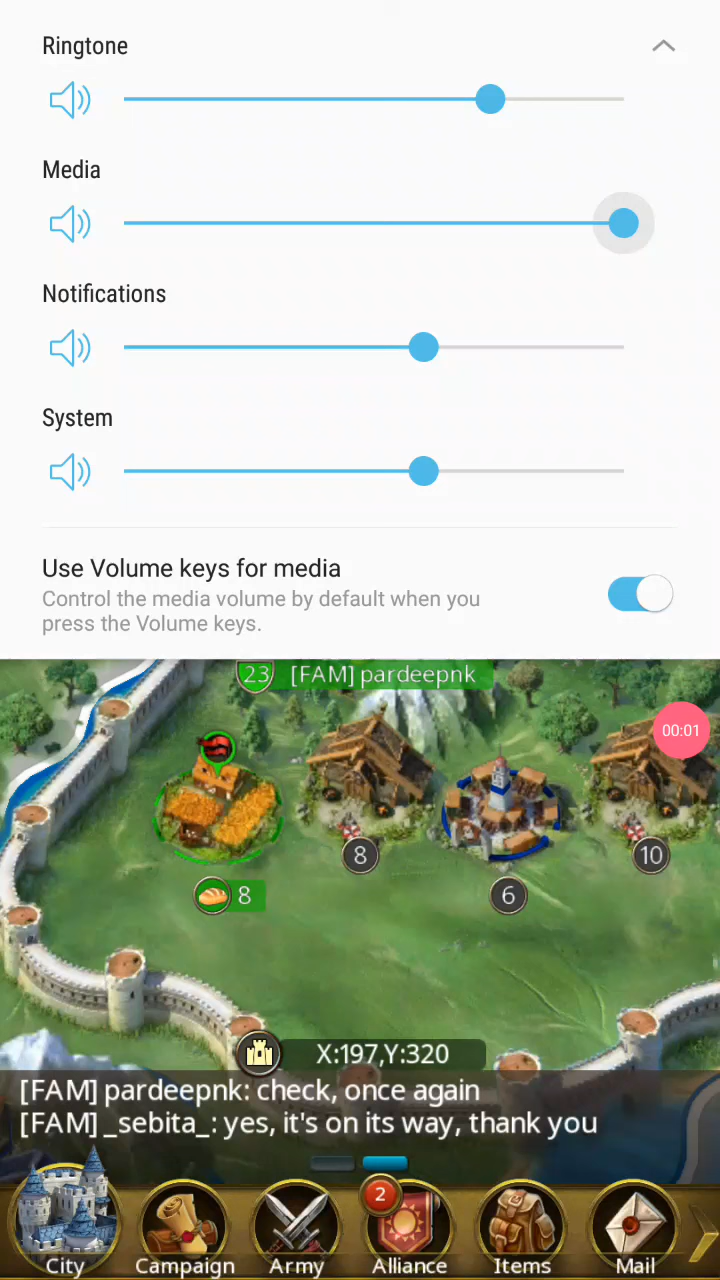 Ringtone
Media
Notifications
System
Use Volume keys for media
Control the media volume by default when you
press the Volume keys.
23 [FAM] pardeepnk
00:01
8
10
8
6
X:197,Y:320
[FAM] pardeepnk: check, once again
[FAM] _sebita_: yes, it's on its way, thank you
2
City Campaign Army Alliance Items Mail